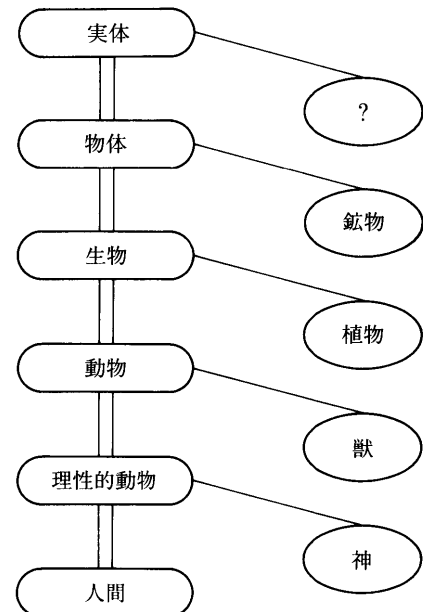 実体
?
物体
鉱物
生物
植物
動物
獣
理性的動物
神
人間